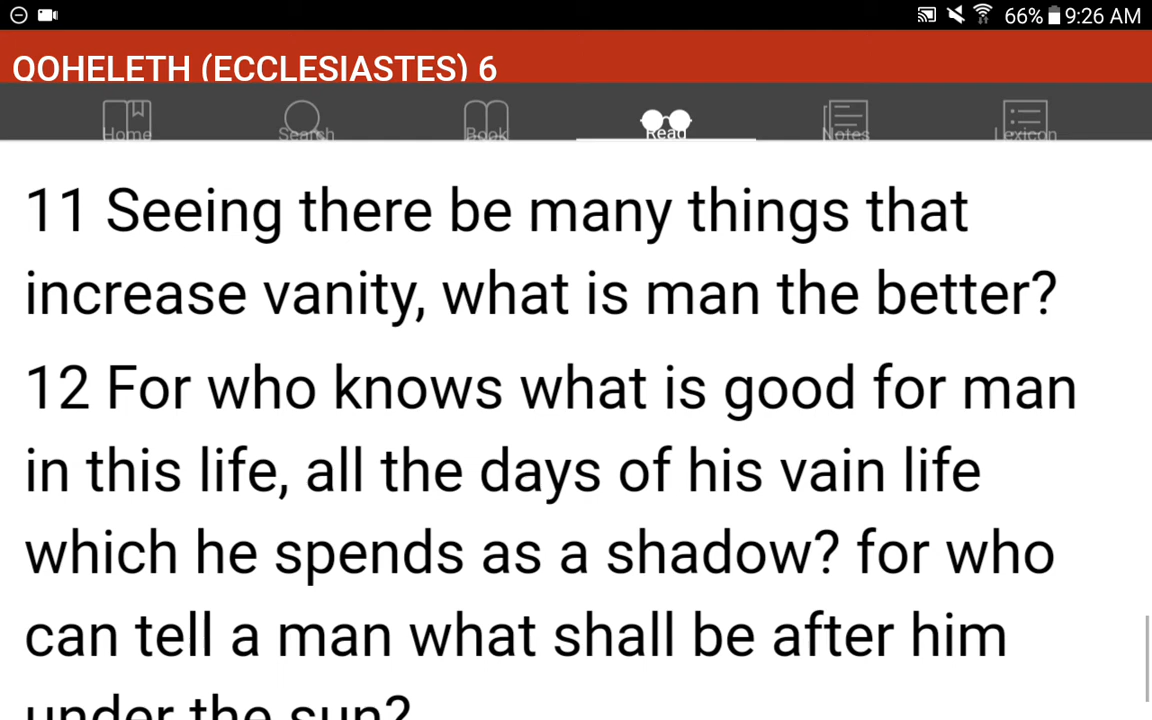 66% 9:26 AM
QOHELETH (ECCLESIASTES) 6
Home Search Book Read Notes Lexicon
11 Seeing there be many things that
increase vanity, what is man the better?
12 For who knows what is good for man
in this life, all the days of his vain life
which he spends as a shadow? for who
can tell a man what shall be after him
under the sun?